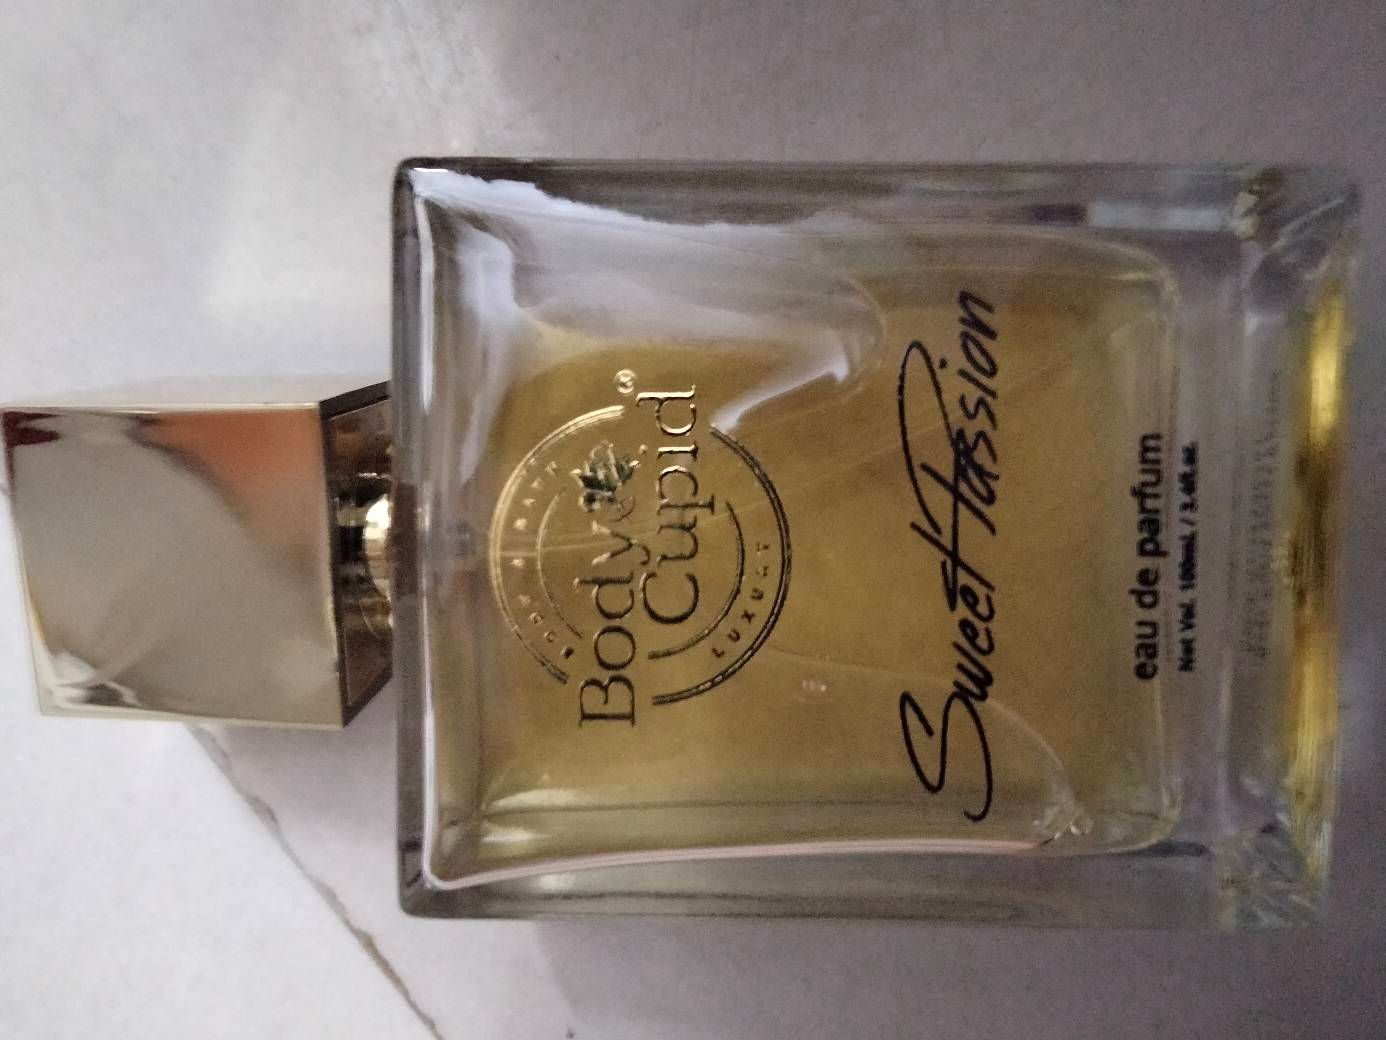 Body
Cupid®
LUXURY
Sweet Passion
eau de parfum
Net Vol. 100mL / 3.4fl.oz.